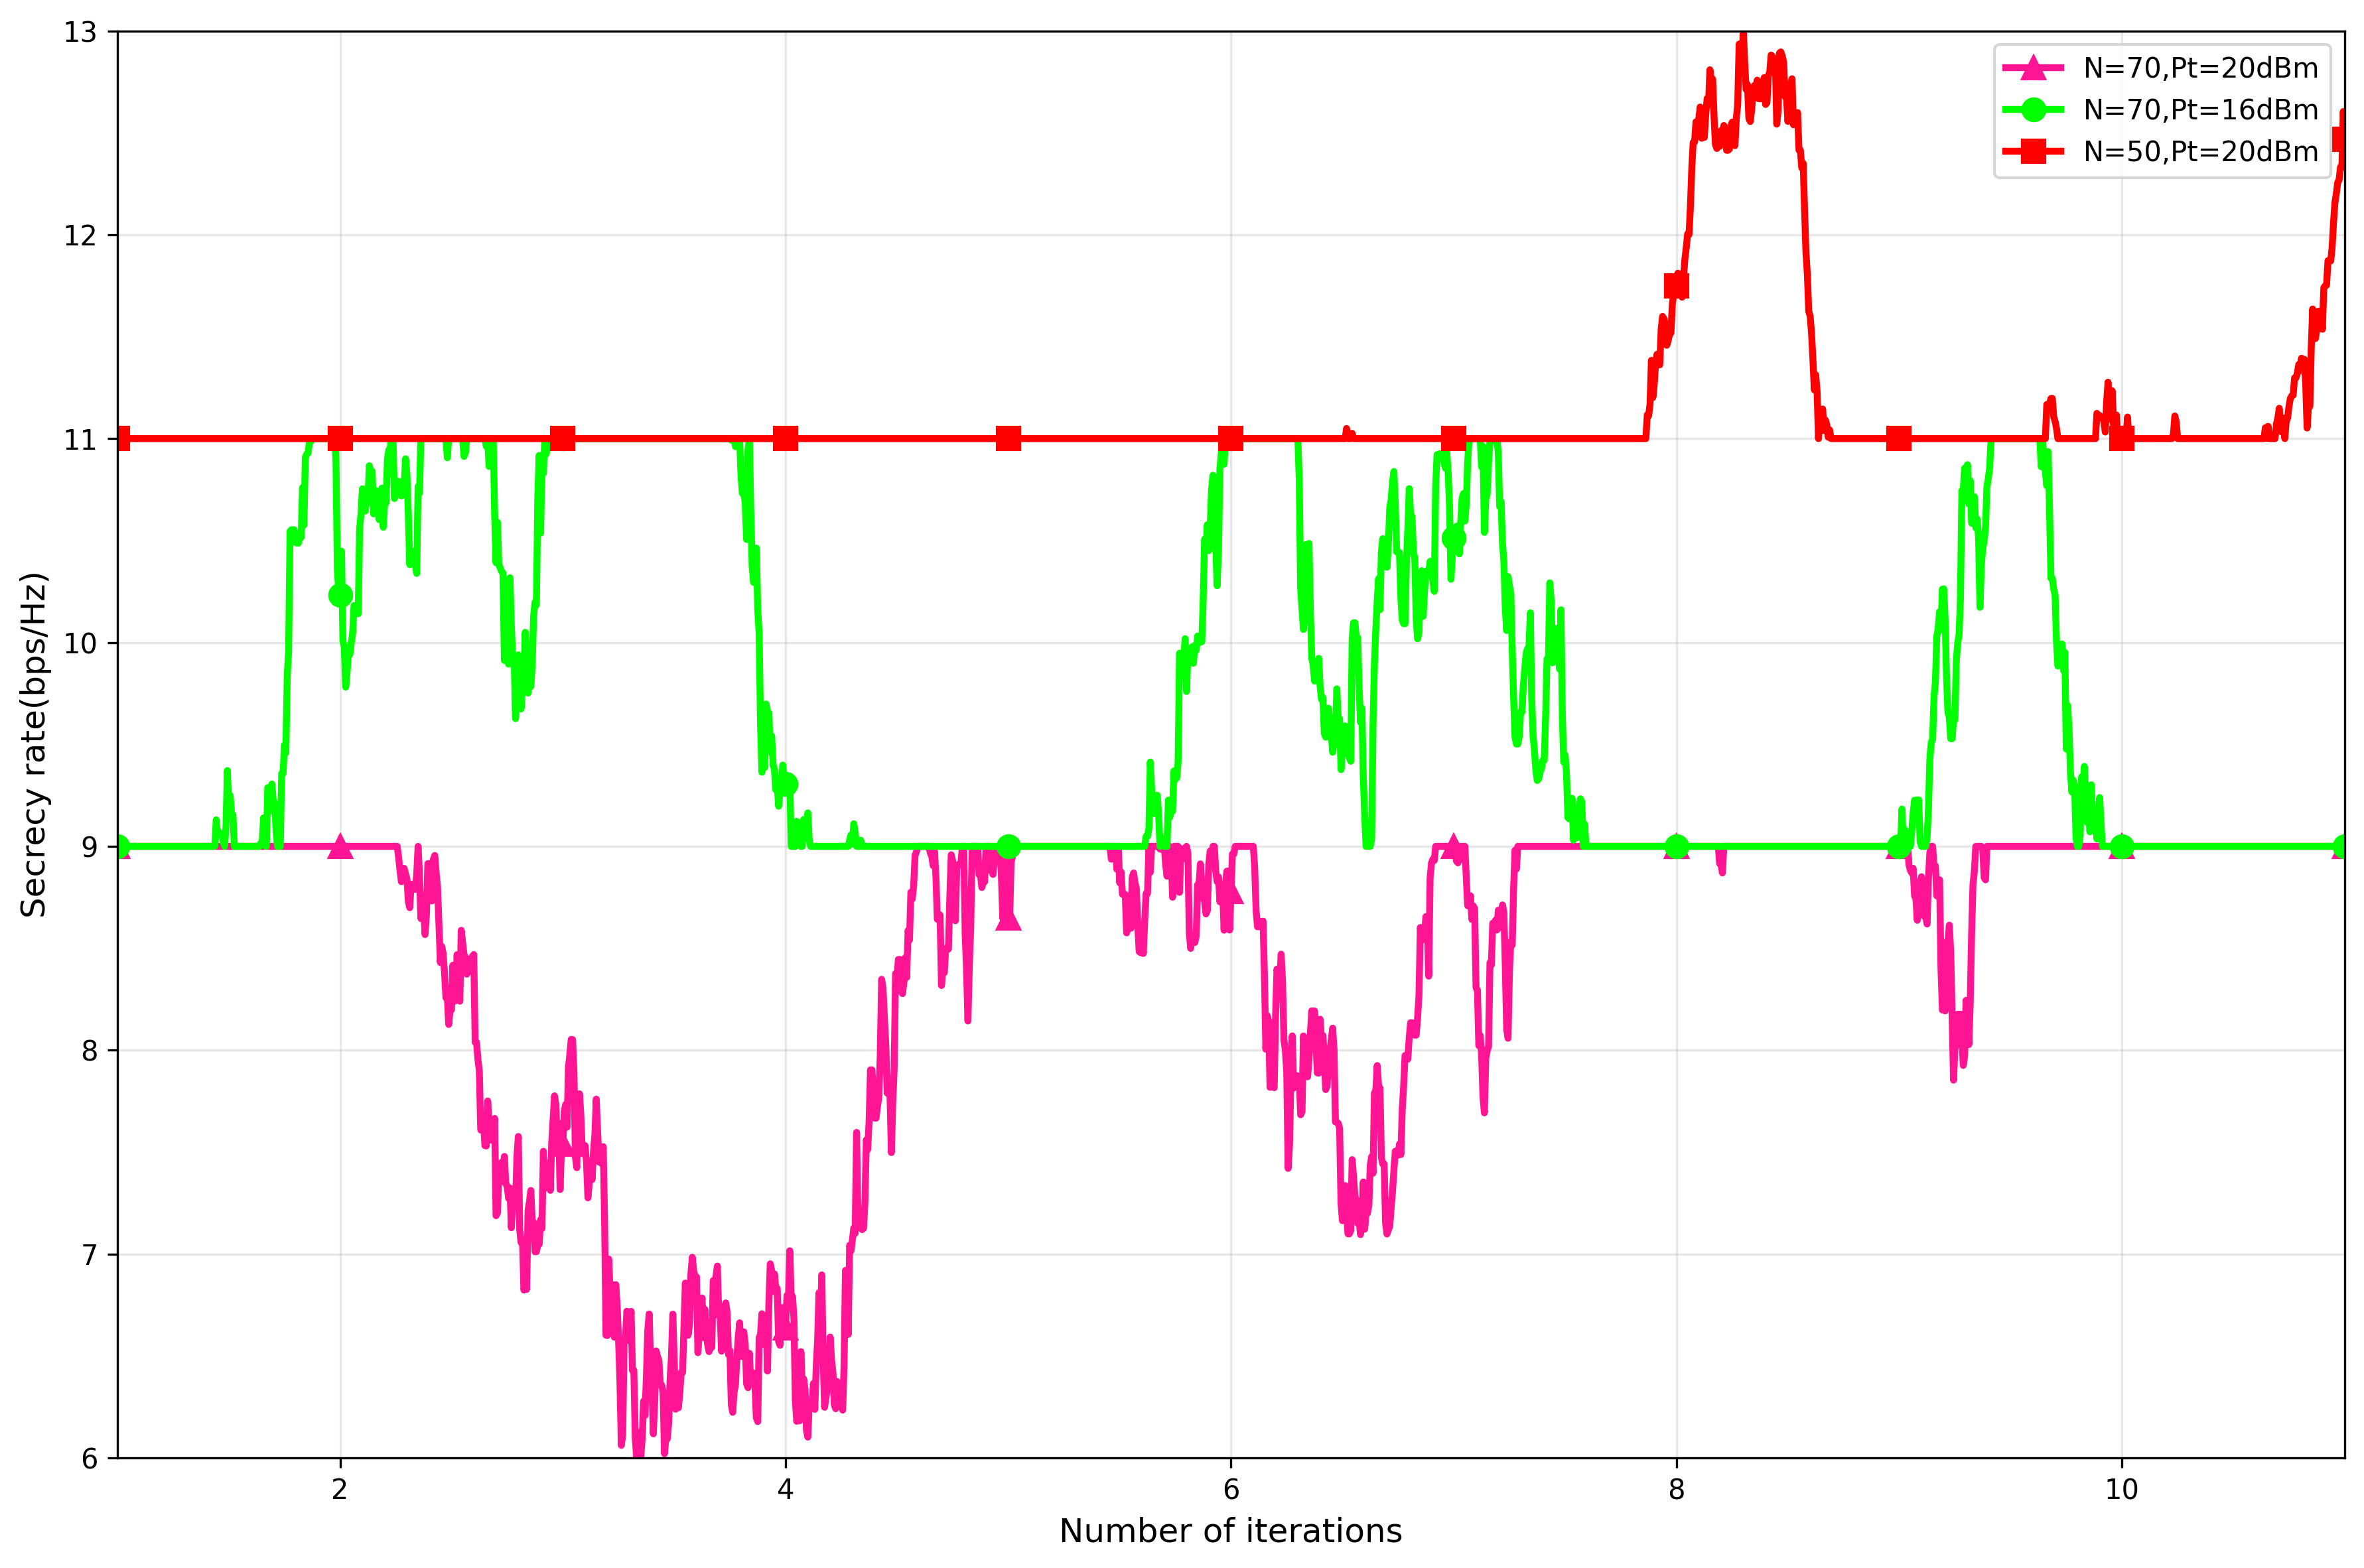 13
12
11
10
9
8
7
6
Secrecy rate(bps/Hz)
N=70,Pt=20dBm
N=70,Pt=16dBm
N=50,Pt=20dBm
2
4
6
8
10
Number of iterations